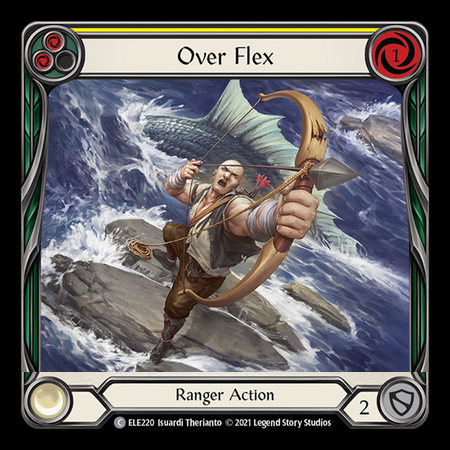 Over Flex
1
Ranger Action
2
C ELE220 Isuardi Therianto © 2021 Legend Story Studios